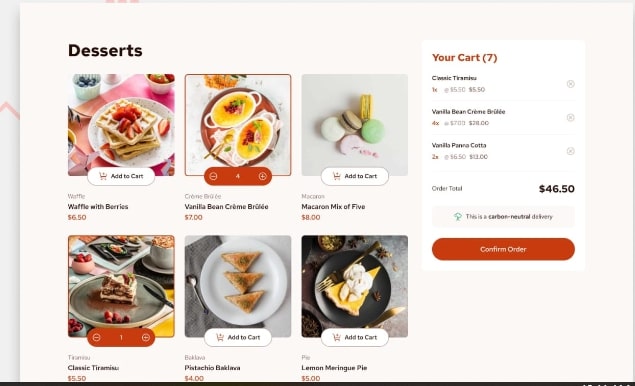 Desserts
Add to Cart
4
Add to Cart
Waffle
Waffle with Berries
$6.50
Crème Brûlée
Vanilla Bean Crème Brûlée
$7.00
Macaron
Macaron Mix of Five
$8.00
1
Add to Cart
Add to Cart
Tiramisu
Classic Tiramisu
$5.50
Baklava
Pistachio Baklava
$4.00
Pie
Lemon Meringue Pie
$5.00
Your Cart (7)
Classic Tiramisu
1x @ $5.50 $5.50
Vanilla Bean Crème Brûlée
4x @ $7.00 $28.00
Vanilla Panna Cotta
2x @ $6.50 $13.00
Order Total $46.50
This is a carbon-neutral delivery
Confirm Order